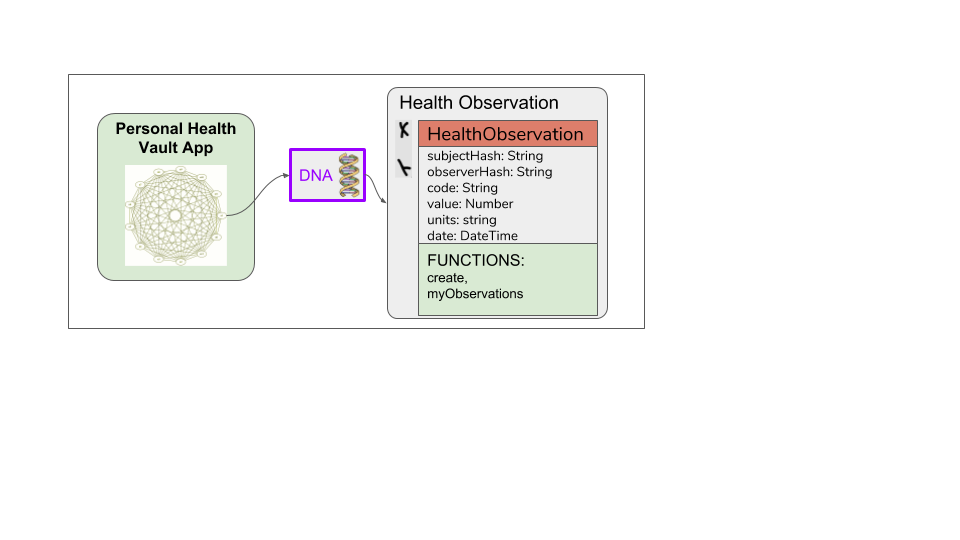 Personal Health
Vault App
DNA
Health Observation
HealthObservation
subjectHash: String
observerHash: String
code: String
value: Number
units: string
date: DateTime
FUNCTIONS:
create,
myObservations